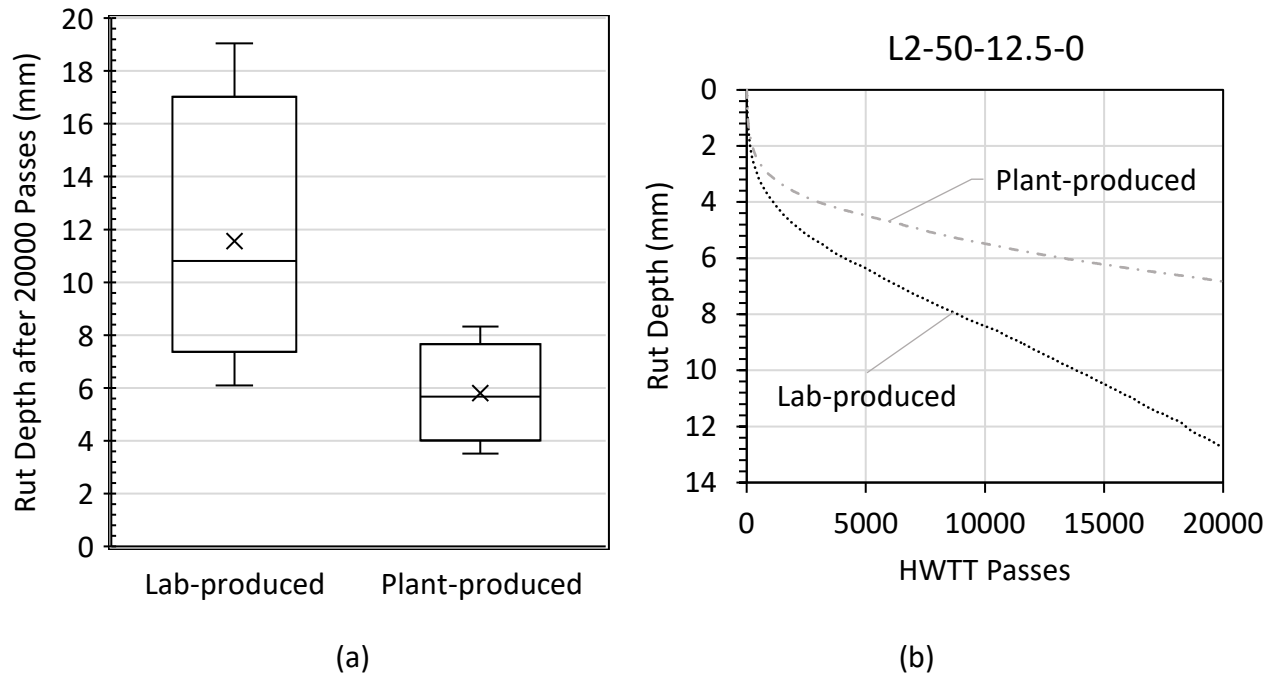 Rut Depth after 20000 Passes (mm)
20
18
16
14
12
10
8
6
4
2
0
Lab-produced Plant-produced
(a)
L2-50-12.5-0
Rut Depth (mm)
0
2
4
6
8
10
12
14
Plant-produced
Lab-produced
0 5000 10000 15000 20000
HWTT Passes
(b)